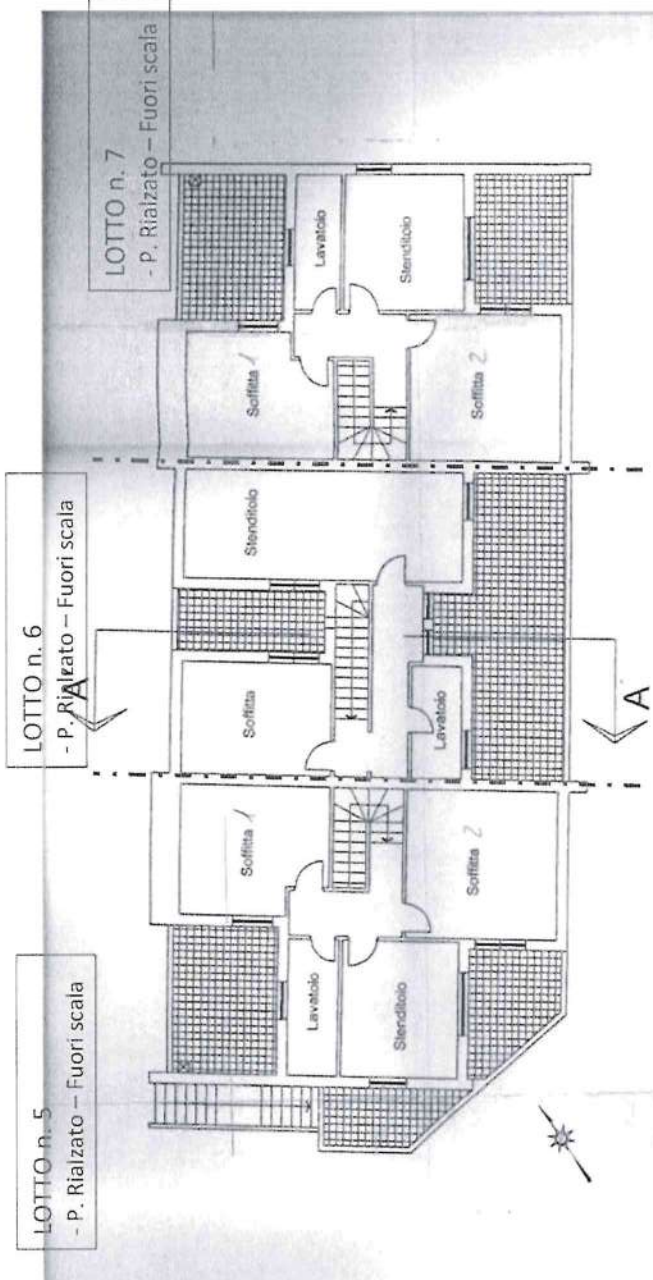 LOTTO n. 5
- P. Rialzato – Fuori scala
LOTTO n. 6
- P. Rialzato – Fuori scala
LOTTO n. 7
- P. Rialzato – Fuori scala
Soffitta 1
Soffitta
Stenditoio
Soffitta 1
Lavatoio
Lavatoio
Stenditoio
Lavatoio
Stenditoio
Soffitta 2
Soffitta 2
A
A